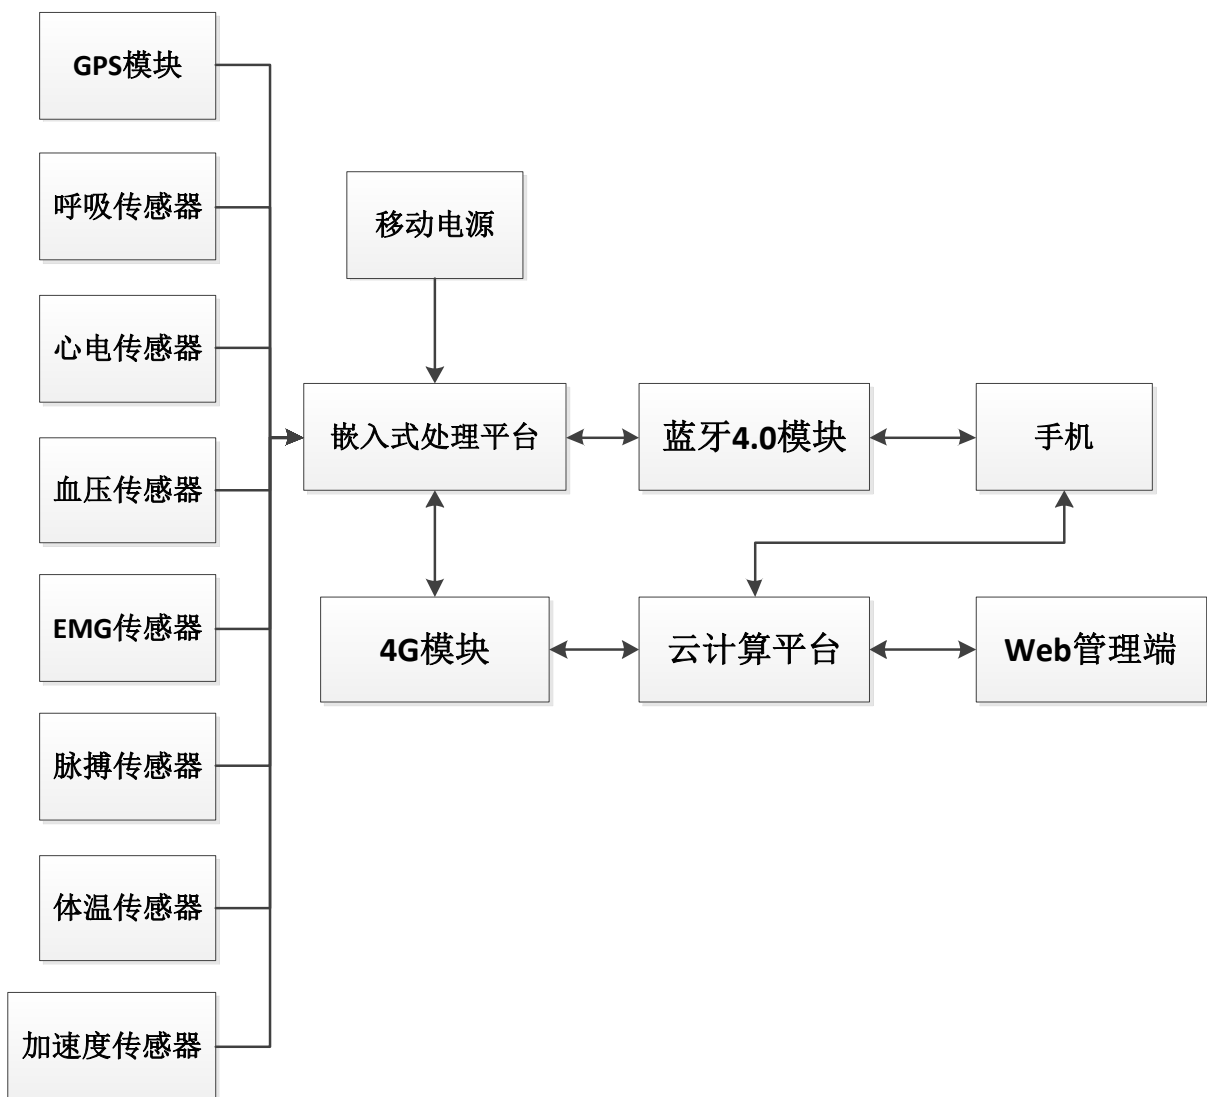 GPS模块
呼吸传感器
移动电源
心电传感器
嵌入式处理平台
蓝牙4.0模块
手机
血压传感器
EMG传感器
4G模块
云计算平台
Web管理端
脉搏传感器
体温传感器
加速度传感器